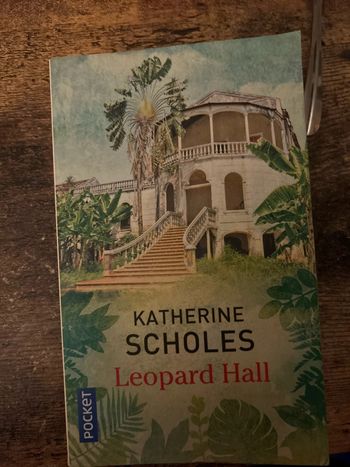 KATHERINE
SCHOLES
Leopard Hall
POCKET